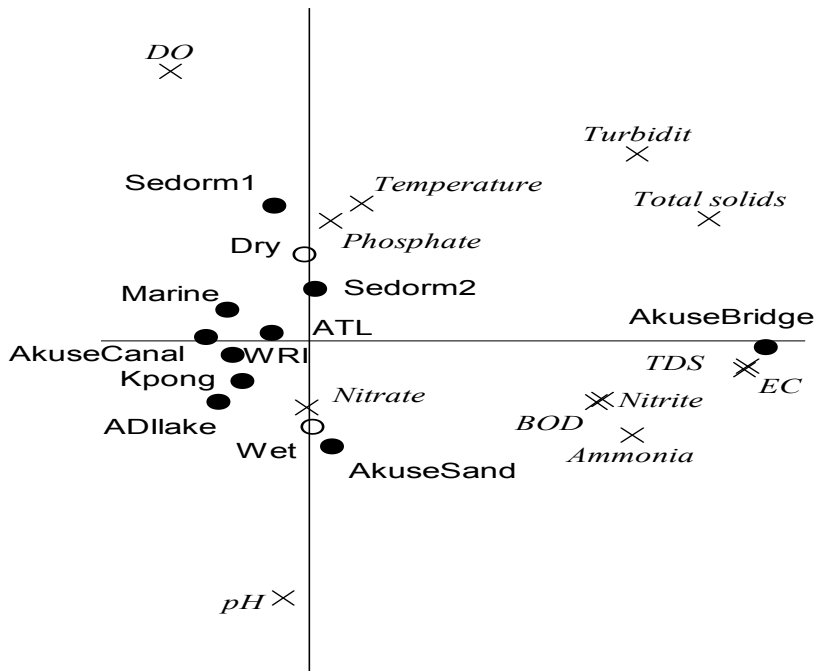 DO
Turbidit
Sedorm1
Temperature
Total solids
Dry
Phosphate
Marine
Sedorm2
ATL
AkuseBridge
AkuseCanal
WRI
TDS
Kpong
EC
Nitrate
Nitrite
ADIlake
BOD
Wet
AkuseSand
Ammonia
pH